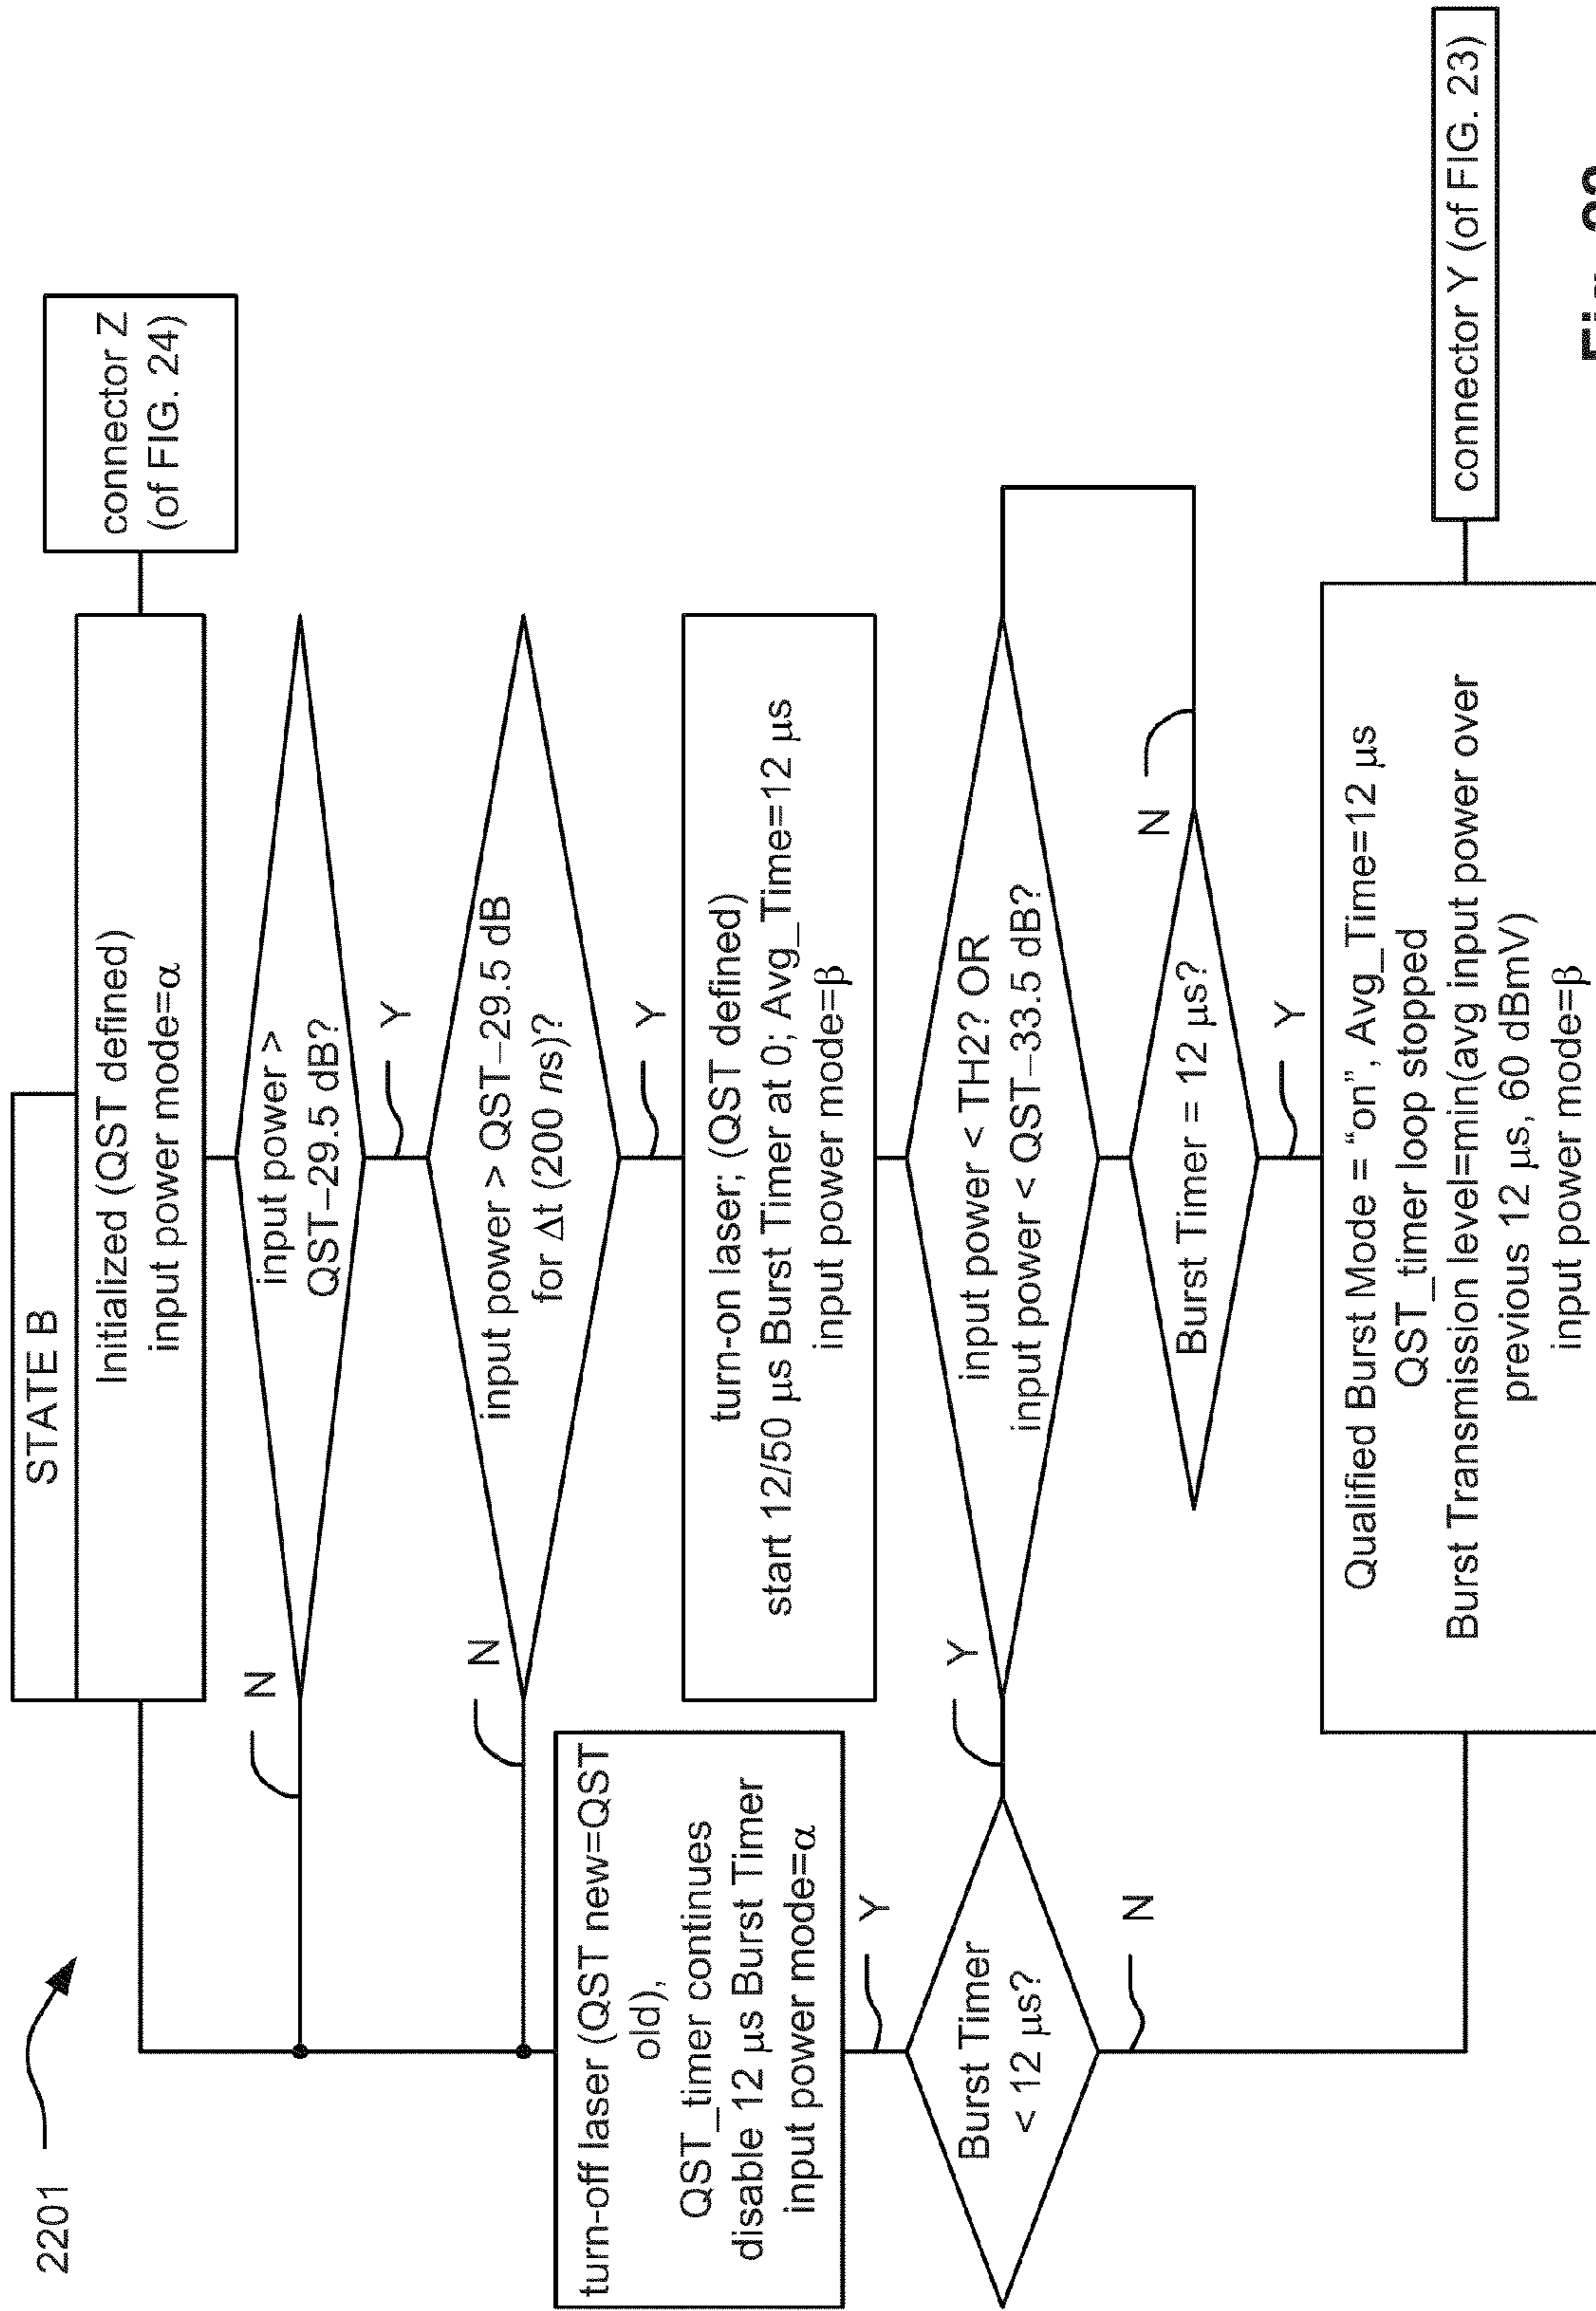 2201
STATE B
Initialized (QST defined)
input power mode=α
connector Z
(of FIG. 24)
input power >
QST–29.5 dB?
N
Y
input power > QST–29.5 dB
for Δt (200 ns)?
N
Y
turn-on laser; (QST defined)
start 12/50 μs Burst Timer at 0; Avg_Time=12 μs
input power mode=β
turn-off laser (QST new=QST
old),
QST_timer continues
disable 12 μs Burst Timer
input power mode=α
Y
input power < TH2? OR
input power < QST–33.5 dB?
Y
Burst Timer
< 12 μs?
N
N
Burst Timer = 12 μs?
Y
Qualified Burst Mode = “on”, Avg_Time=12 μs
QST_timer loop stopped
Burst Transmission level=min(avg input power over
previous 12 μs, 60 dBmV)
input power mode=β
connector Y (of FIG. 23)